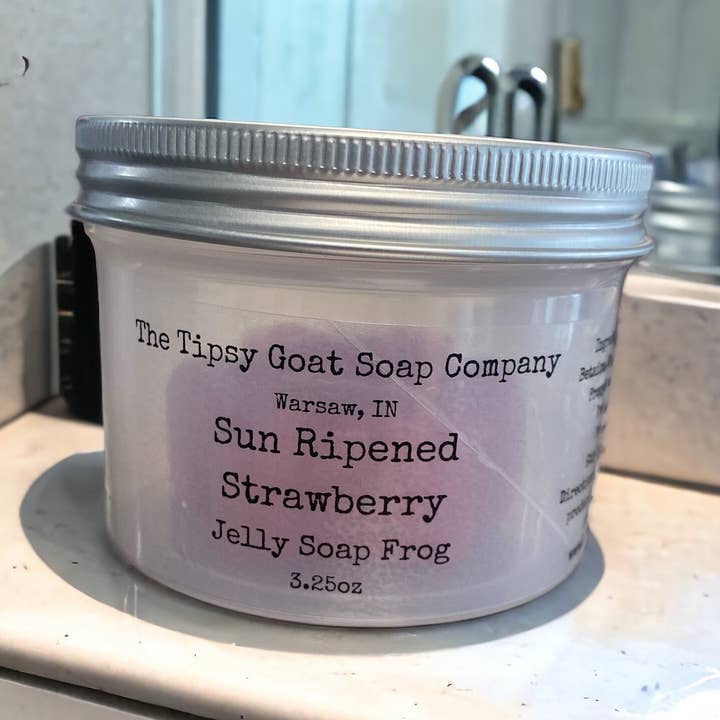 The Tipsy Goat Soap Company
Warsaw, IN
Sun Ripened
Strawberry
Jelly Soap Frog
3.25oz